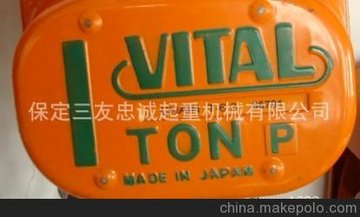 VITAL
保定三友忠诚起重机械有限公司
1 TON P
MADE IN JAPAN
china.makepolo.com